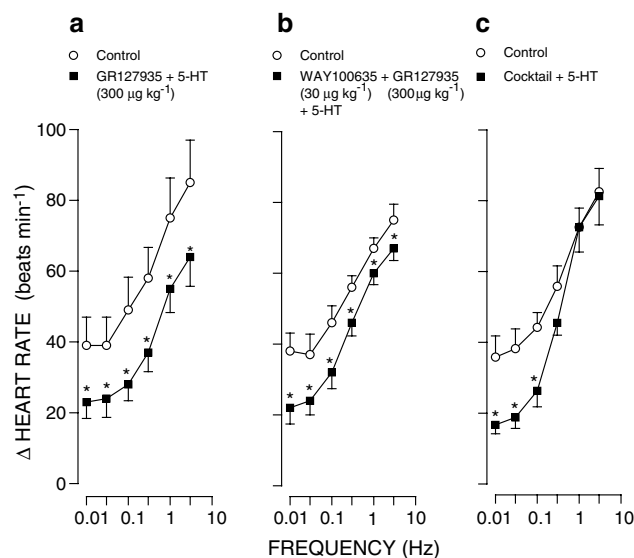 a
Control
GR127935 + 5-HT
(300 µg kg⁻¹)
b
Control
WAY100635 + GR127935
(30 µg kg⁻¹) (300µg kg⁻¹)
+ 5-HT
c
Control
Cocktail + 5-HT
Δ HEART RATE (beats min⁻¹)
100
80
60
40
20
0
* * * * * *
* * * * * *
* * *
0.01 0.1 1 10
0.01 0.1 1 10
0.01 0.1 1 10
FREQUENCY (Hz)